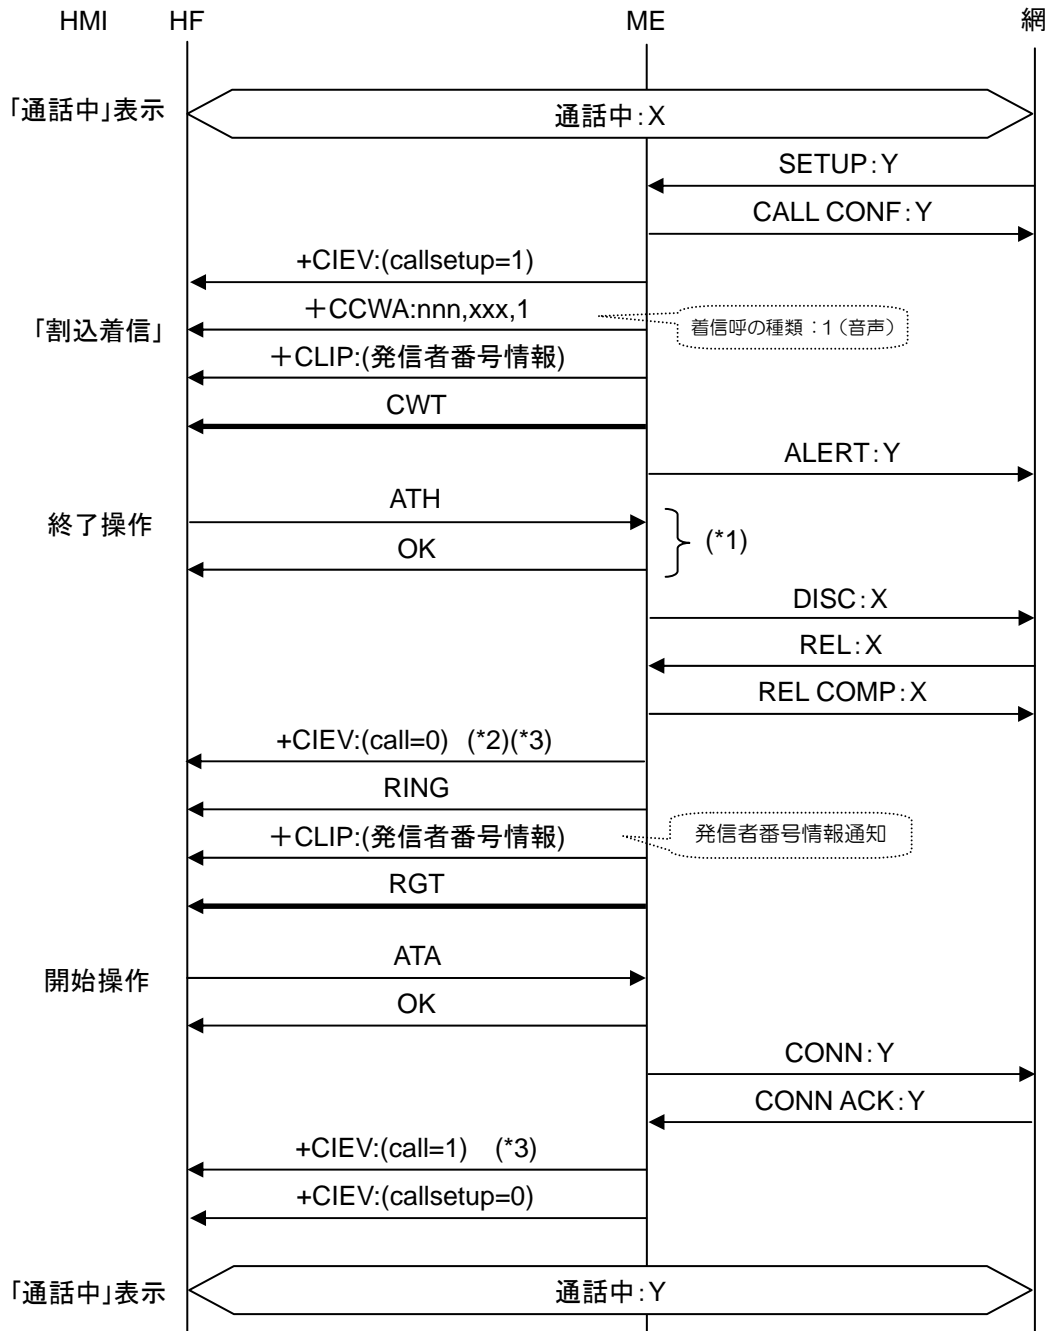 HMI HF ME 網
「通話中」表示 通話中:X
SETUP:Y
CALL CONF:Y
+CIEV:(callsetup=1)
+CCWA:nnn,xxx,1
着信呼の種類:1(音声)
「割込着信」
+CLIP:(発信者番号情報)
CWT
ALERT:Y
ATH
終了操作
(*1)
OK
DISC:X
REL:X
REL COMP:X
+CIEV:(call=0) (*2)(*3)
RING
+CLIP:(発信者番号情報)
発信者番号情報通知
RGT
ATA
開始操作
OK
CONN:Y
CONN ACK:Y
+CIEV:(call=1) (*3)
+CIEV:(callsetup=0)
「通話中」表示 通話中:Y